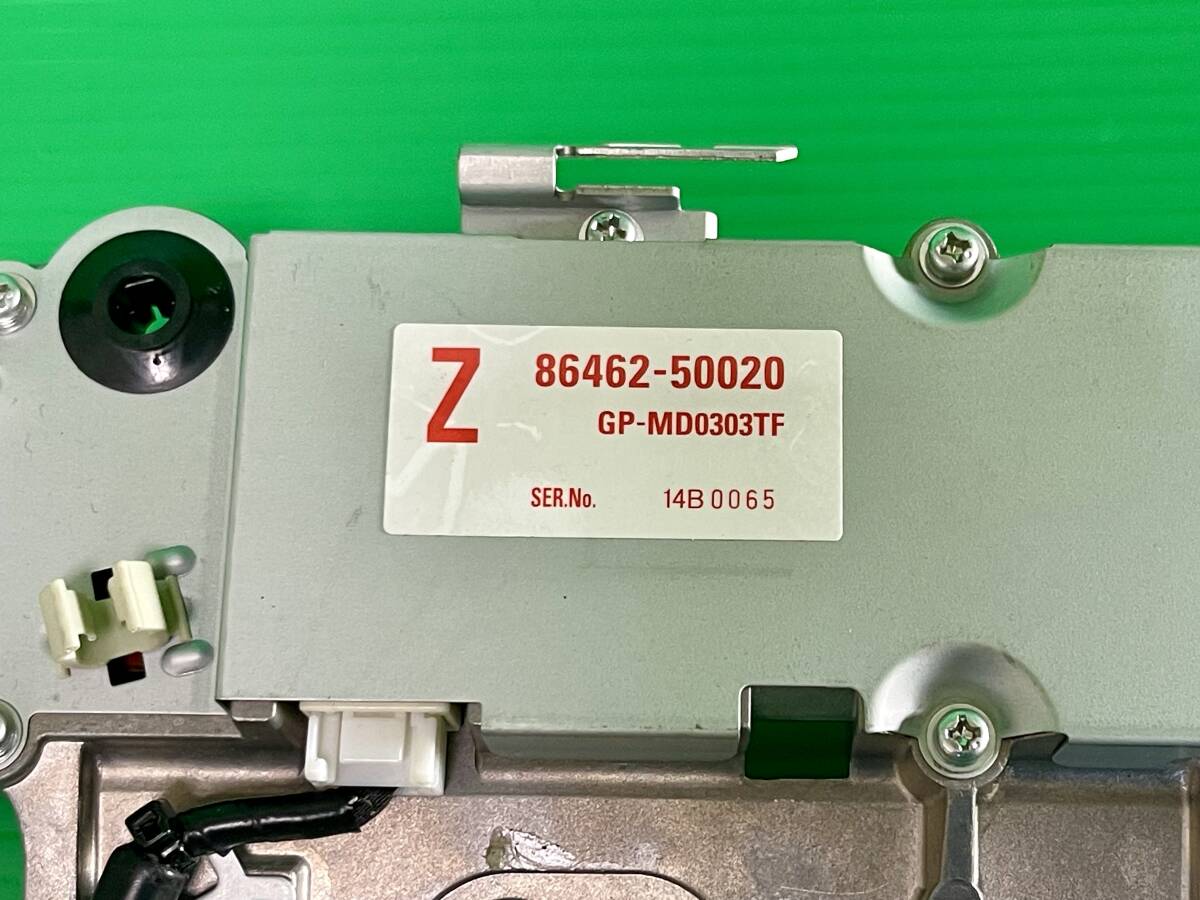 Z 86462-50020
GP-MD0303TF
SER.No. 14B0065